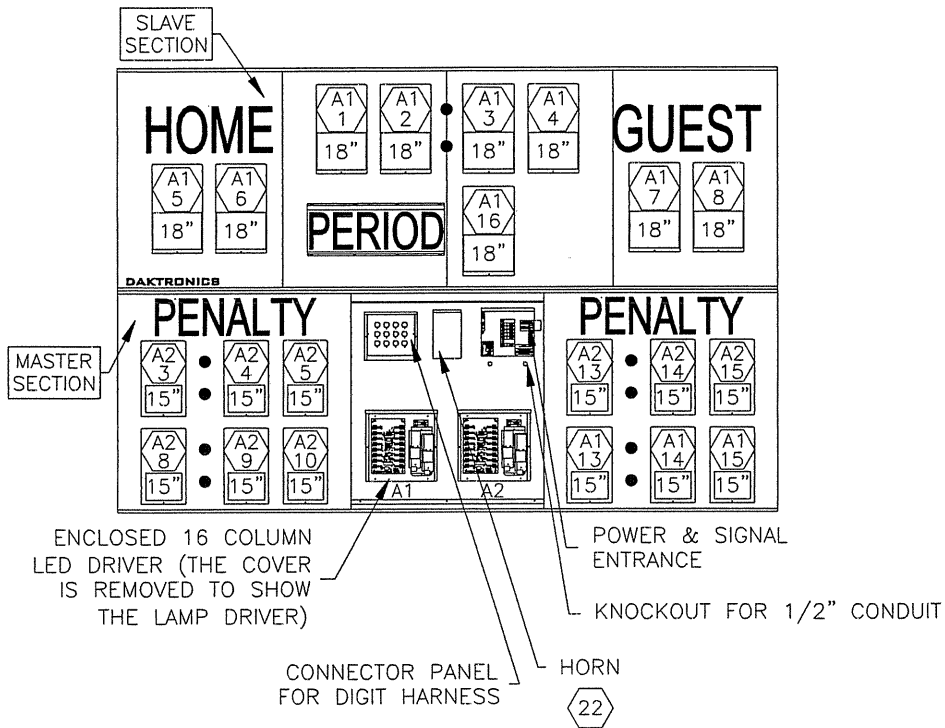 SLAVE
SECTION
HOME
A1
1
18"
A1
2
18"
A1
3
18"
A1
4
18"
GUEST
A1
5
18"
A1
6
18"
PERIOD
A1
16
18"
A1
7
18"
A1
8
18"
DAKTRONICS
MASTER
SECTION
PENALTY
A2
3
15"
A2
4
15"
A2
5
15"
A2
8
15"
A2
9
15"
A2
10
15"
A1
A2
PENALTY
A2
13
15"
A2
14
15"
A2
15
15"
A1
13
15"
A1
14
15"
A1
15
15"
ENCLOSED 16 COLUMN
LED DRIVER (THE COVER
IS REMOVED TO SHOW
THE LAMP DRIVER)
POWER & SIGNAL
ENTRANCE
KNOCKOUT FOR 1/2" CONDUIT
CONNECTOR PANEL
FOR DIGIT HARNESS
HORN
22